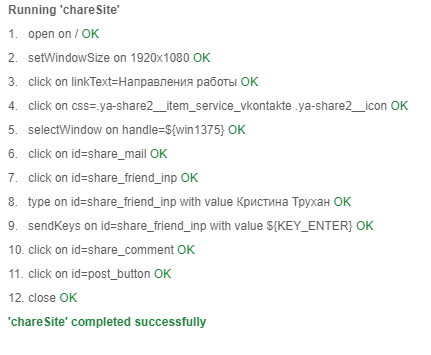 Running 'chareSite'
1. open on / OK
2. setWindowSize on 1920x1080 OK
3. click on linkText=Направления работы OK
4. click on css=.ya-share2__item_service_vkontakte .ya-share2__icon OK
5. selectWindow on handle=${win1375} OK
6. click on id=share_mail OK
7. click on id=share_friend_inp OK
8. type on id=share_friend_inp with value Кристина Трухан OK
9. sendKeys on id=share_friend_inp with value ${KEY_ENTER} OK
10. click on id=share_comment OK
11. click on id=post_button OK
12. close OK
'chareSite' completed successfully